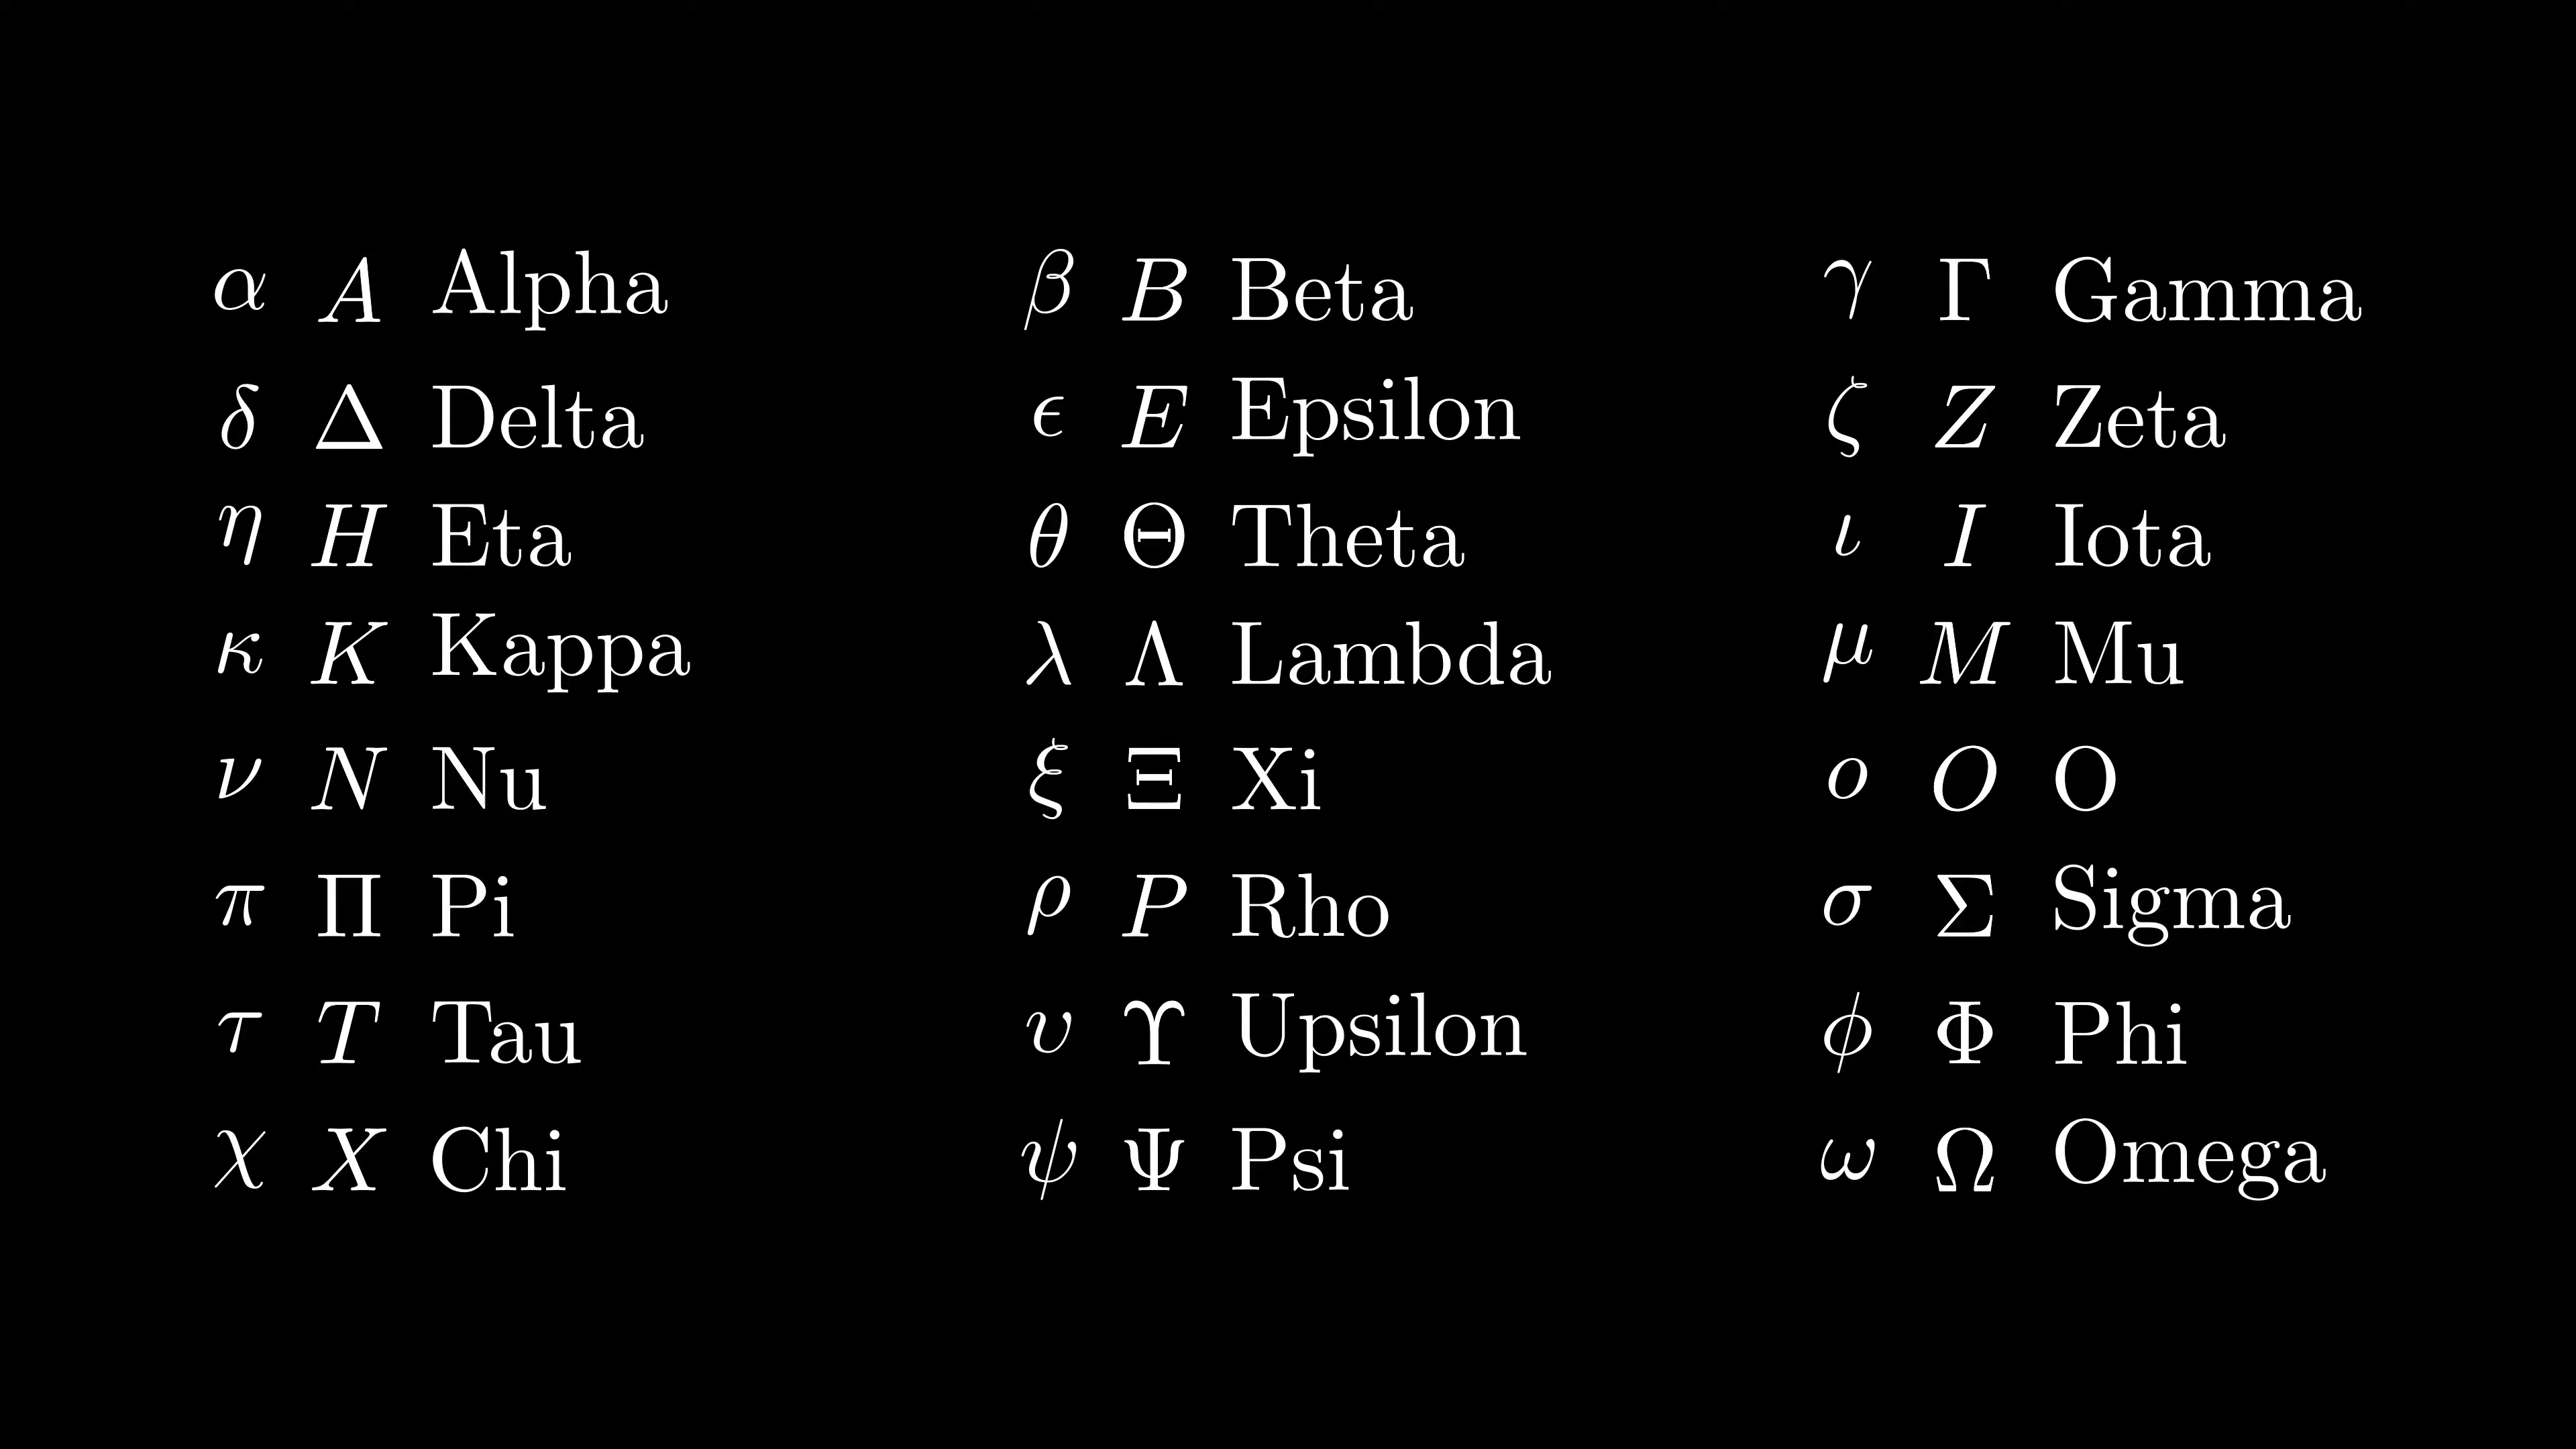 α A Alpha β B Beta γ Γ Gamma
δ Δ Delta ϵ E Epsilon ζ Z Zeta
η H Eta θ Θ Theta ι I Iota
κ K Kappa λ Λ Lambda μ M Mu
ν N Nu ξ Ξ Xi o O O
π Π Pi ρ P Rho σ Σ Sigma
τ T Tau υ ϒ Upsilon ϕ Φ Phi
χ X Chi ψ Ψ Psi ω Ω Omega